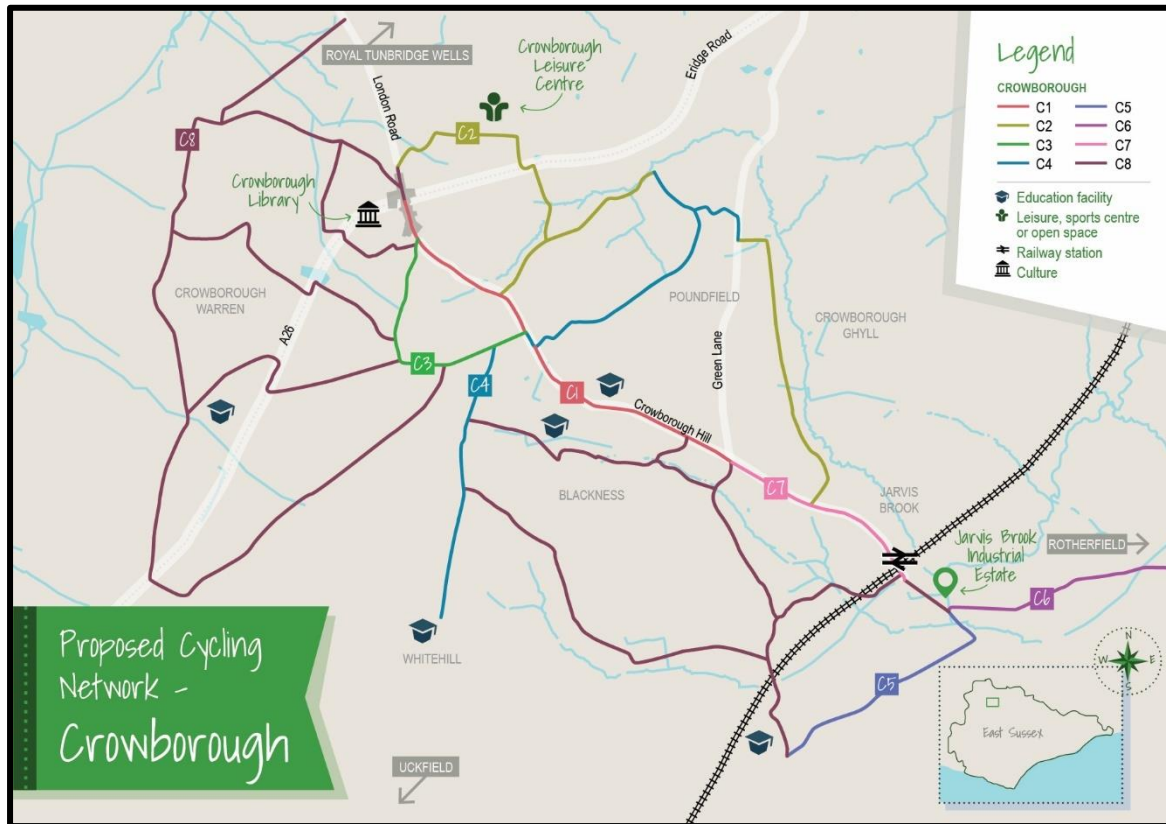 ROYAL TUNBRIDGE WELLS
Crowborough
Leisure
Centre
London Road
Eridge Road
C8
C2
Crowborough
Library
CROWBOROUGH
WARREN
A26
POUNDFIELD
CROWBOROUGH
GHYLL
Green Lane
C3
C4
C1
Crowborough Hill
BLACKNESS
C7
JARVIS
BROOK
Jarvis Brook
Industrial
Estate
ROTHERFIELD
C6
C5
WHITEHILL
UCKFIELD
Legend
CROWBOROUGH
C1
C2
C3
C4
C5
C6
C7
C8
Education facility
Leisure, sports centre
or open space
Railway station
Culture
Proposed Cycling
Network -
Crowborough
N
W E
S
East Sussex